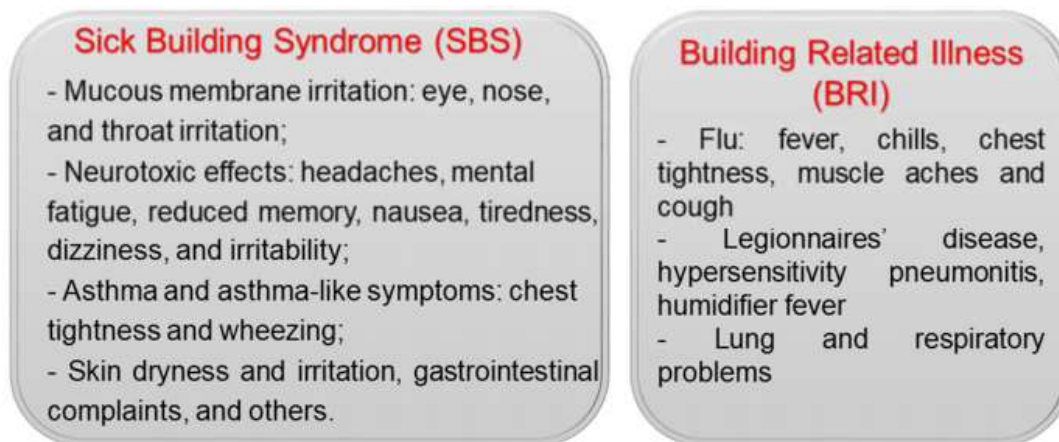 Sick Building Syndrome (SBS)
- Mucous membrane irritation: eye, nose,
and throat irritation;
- Neurotoxic effects: headaches, mental
fatigue, reduced memory, nausea, tiredness,
dizziness, and irritability;
- Asthma and asthma-like symptoms: chest
tightness and wheezing;
- Skin dryness and irritation, gastrointestinal
complaints, and others.
Building Related Illness
(BRI)
- Flu: fever, chills, chest
tightness, muscle aches and
cough
- Legionnaires’ disease,
hypersensitivity pneumonitis,
humidifier fever
- Lung and respiratory
problems